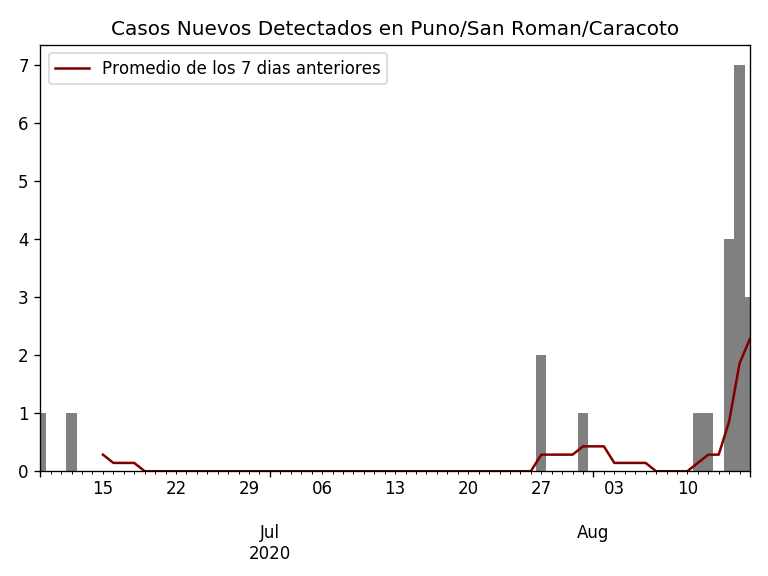 Casos Nuevos Detectados en Puno/San Roman/Caracoto
Promedio de los 7 dias anteriores
7
6
5
4
3
2
1
0
15 22 29 06 13 20 27 03 10
Jul Aug
2020